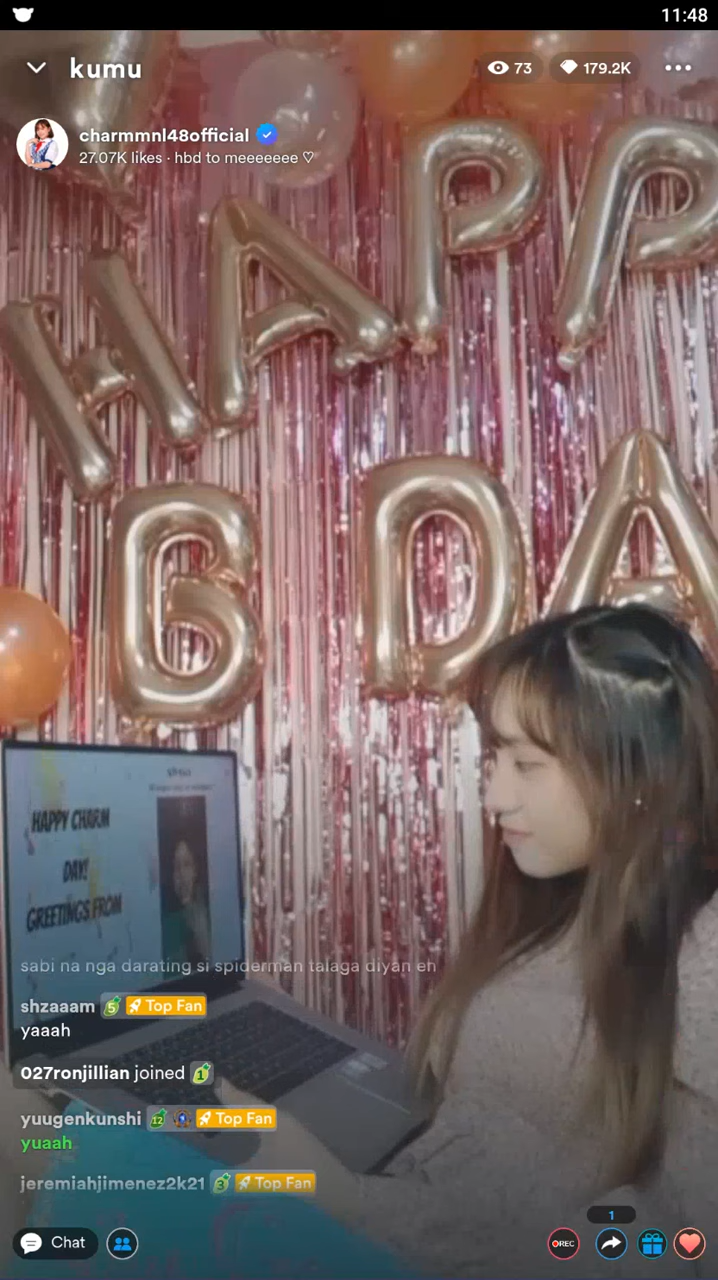 11:48
kumu
73
179.2K
charmmnl48official
27.07K likes · hbd to meeeeeee ♡
HAPP
B DA
HAPPY CHARM
DAY!
GREETINGS FROM
sabi na nga darating si spiderman talaga diyan eh
shzaaam 5 Top Fan
yaaah
027ronjillian joined 1
yuugenkunshi 12 Top Fan
yuaah
jeremiahjimenez2k21 3 Top Fan
1
Chat
REC